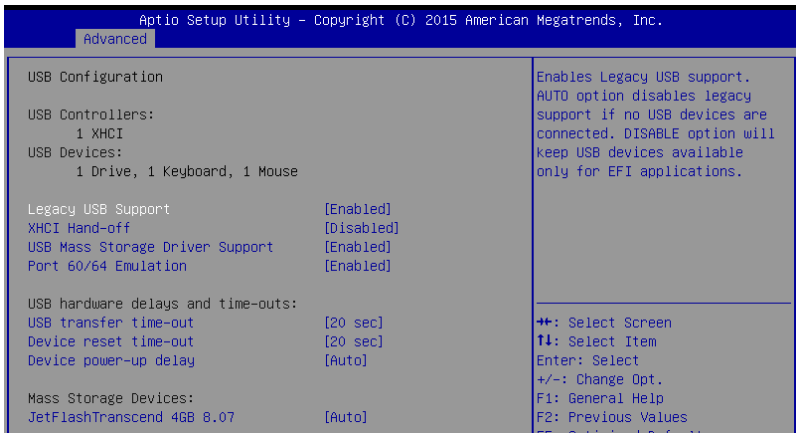 Aptio Setup Utility – Copyright (C) 2015 American Megatrends, Inc.
Advanced
USB Configuration
USB Controllers:
1 XHCI
USB Devices:
1 Drive, 1 Keyboard, 1 Mouse
Legacy USB Support [Enabled]
XHCI Hand-off [Disabled]
USB Mass Storage Driver Support [Enabled]
Port 60/64 Emulation [Enabled]
USB hardware delays and time-outs:
USB transfer time-out [20 sec]
Device reset time-out [20 sec]
Device power-up delay [Auto]
Mass Storage Devices:
JetFlashTranscend 4GB 8.07 [Auto]
Enables Legacy USB support.
AUTO option disables legacy
support if no USB devices are
connected. DISABLE option will
keep USB devices available
only for EFI applications.
→←: Select Screen
↑↓: Select Item
Enter: Select
+/-: Change Opt.
F1: General Help
F2: Previous Values